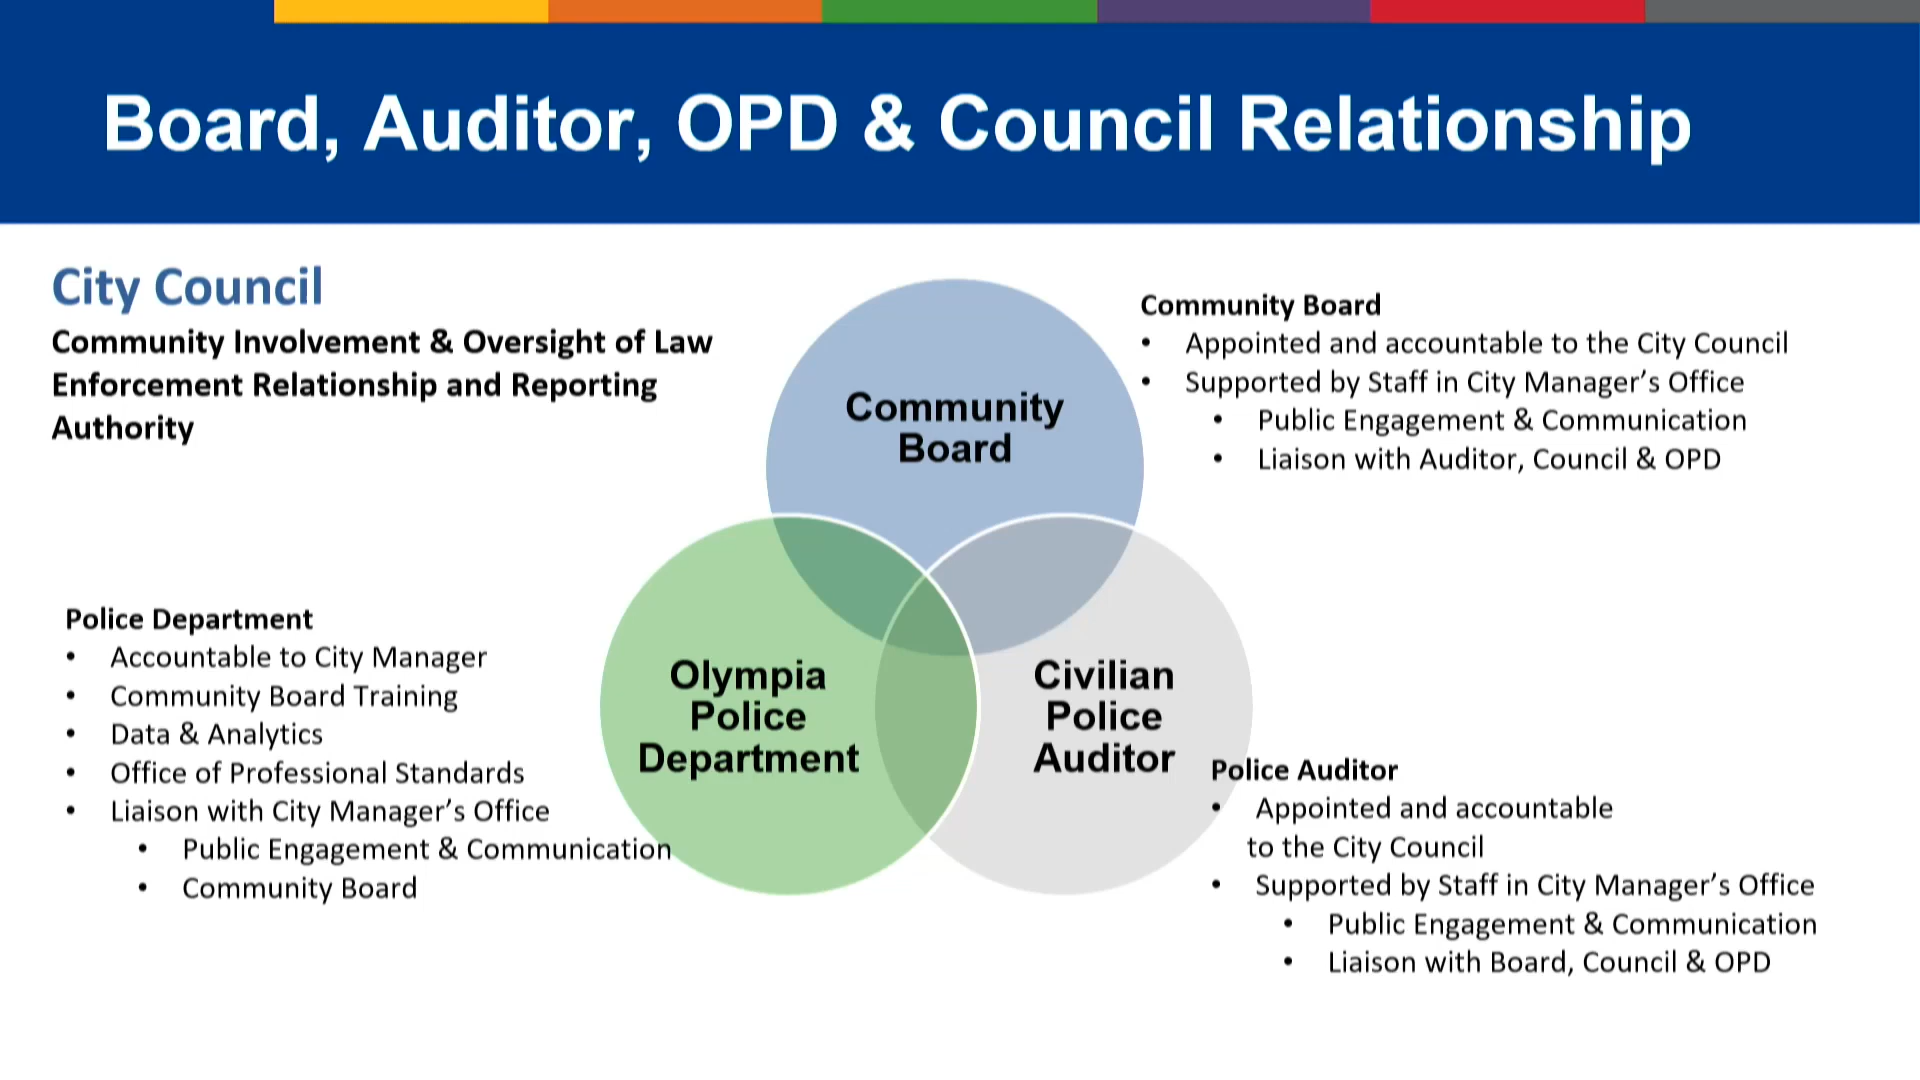 Board, Auditor, OPD & Council Relationship
City Council
Community Involvement & Oversight of Law
Enforcement Relationship and Reporting
Authority
Community
Board
Community Board
• Appointed and accountable to the City Council
• Supported by Staff in City Manager’s Office
• Public Engagement & Communication
• Liaison with Auditor, Council & OPD
Police Department
• Accountable to City Manager
• Community Board Training
• Data & Analytics
• Office of Professional Standards
• Liaison with City Manager’s Office
• Public Engagement & Communication
• Community Board
Olympia
Police
Department
Civilian
Police
Auditor
Police Auditor
• Appointed and accountable
to the City Council
• Supported by Staff in City Manager’s Office
• Public Engagement & Communication
• Liaison with Board, Council & OPD